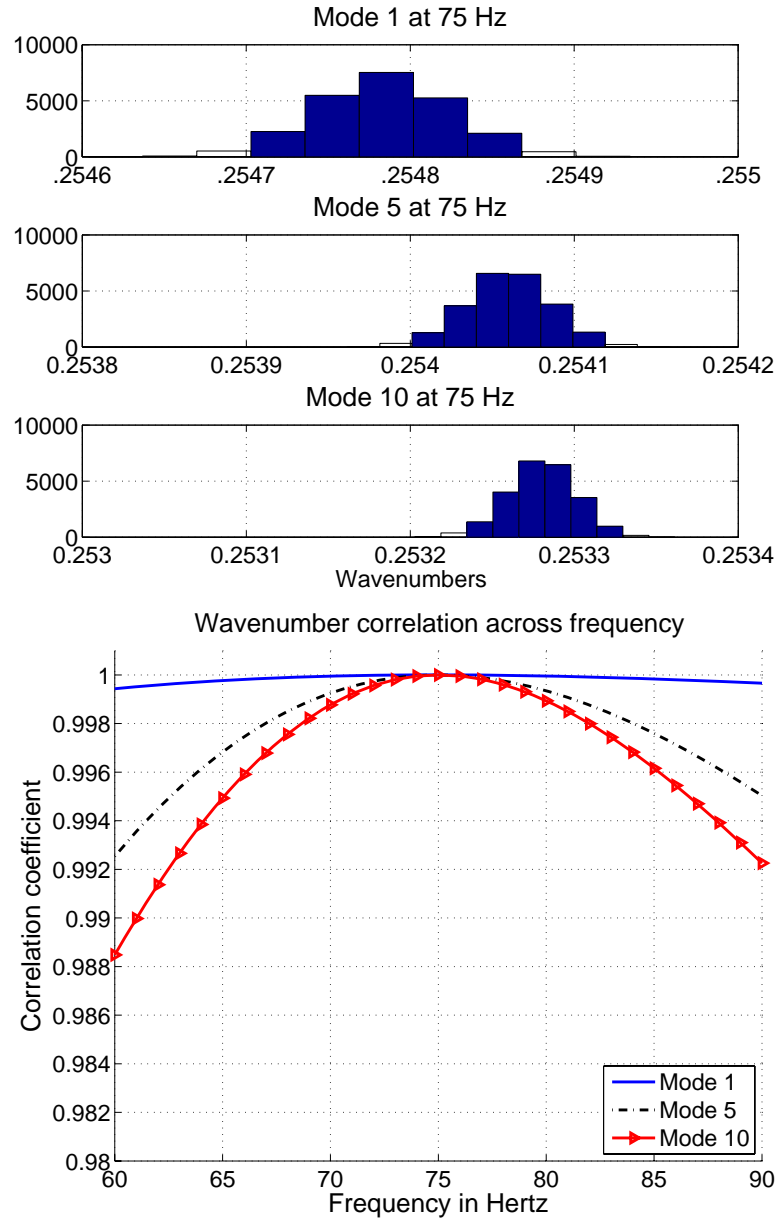 Mode 1 at 75 Hz
10000
5000
0
.2546 .2547 .2548 .2549 .255
Mode 5 at 75 Hz
10000
5000
0
0.2538 0.2539 0.254 0.2541 0.2542
Mode 10 at 75 Hz
10000
5000
0
0.253 0.2531 0.2532 0.2533 0.2534
Wavenumbers
Wavenumber correlation across frequency
Correlation coefficient
1
0.998
0.996
0.994
0.992
0.99
0.988
0.986
0.984
0.982
0.98
60 65 70 75 80 85 90
Frequency in Hertz
Mode 1
Mode 5
Mode 10